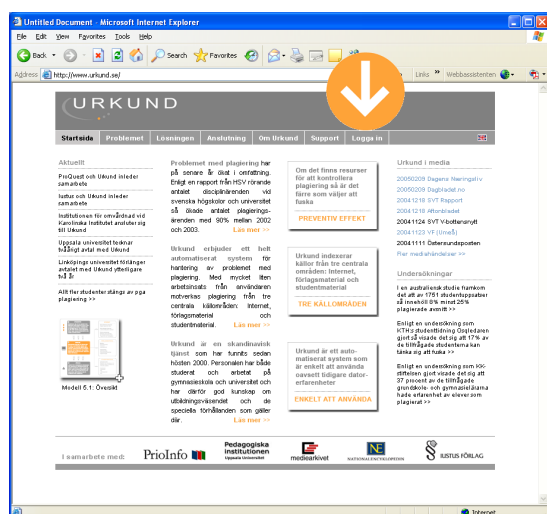 Untitled Document - Microsoft Internet Explorer
File Edit View Favorites Tools Help
Back Search Favorites
Address http://www.urkund.se/ Links Webbassistenten
URKUND
Startsida Problemet Lösningen Anslutning Om Urkund Support Logga in
Aktuellt
ProQuest och Urkund inleder
samarbete
Iustus och Urkund inleder
samarbete
Institutionen för omvårdnad vid
Karolinska Institutet ansluter sig
till Urkund
Uppsala universitet tecknar
tvåårigt avtal med Urkund
Linköpings universitet förlänger
avtalet med Urkund ytterligare
två år
Allt fler studenter stängs av pga
plagiering >>
Modell 6.1: Översikt
Problemet med plagiering har
på senare år ökat i omfattning.
Enligt en rapport från HSV rörande
antalet disciplinärenden vid
svenska högskolor och universitet
så ökade antalet plagierings-
ärenden med 90% mellan 2002
och 2003. Läs mer >>
Urkund erbjuder ett helt
automatiserat system för
hantering av problemet med
plagiering. Med mycket liten
arbetsinsats från användaren
motverkas plagiering från tre
centrala källområden: Internet,
förlagsmaterial och
studentmaterial. Läs mer >>
Urkund är en skandinavisk
tjänst som har funnits sedan
hösten 2000. Personalen har både
studerat och arbetat på
gymnasieskola och universitet och
har därför god kunskap om
utbildningsväsendet och de
speciella förhållanden som gäller
där. Läs mer >>
Om det finns resurser
för att kontrollera
plagiering så är det
färre som väljer att
fuska
PREVENTIV EFFEKT
Urkund indexerar
källor från tre centrala
områden: Internet,
förlagsmaterial och
studentmaterial
TRE KÄLLOMRÅDEN
Urkund är ett auto-
matiserat system som
är enkelt att använda
oavsett tidigare dator-
erfarenheter
ENKELT ATT ANVÄNDA
Urkund i media
20050209 Dagens Næringsliv
20050209 Dagbladet.no
20041218 SVT Rapport
20041218 Aftonbladet
20041124 SVT V-bottensnytt
20041123 VF (Umeå)
20041111 Östersundsposten
Fler mediahändelser >>
Undersökningar
I en australiensk studie framkom
det att av 1751 studentuppsatser
så innehöll 8% minst 25%
plagierade avsnitt >>
Enligt en undersökning som
KTH:s studenttidning Osqledaren
gjort så visade det sig att 17% av
de tillfrågade studenterna kan
tänka sig att fuska >>
Enligt en undersökning som KK-
stiftelsen gjort visade det sig att
37 procent av de tillfrågade
grundskole- och gymnasielärarna
hade erfarenhet av elever som
plagierat >>
I samarbete med: PrioInfo Pedagogiska
Institutionen
Uppsala Universitet
mediearkivet NE
NATIONALENCYKLOPEDIN
IUSTUS FÖRLAG
Internet